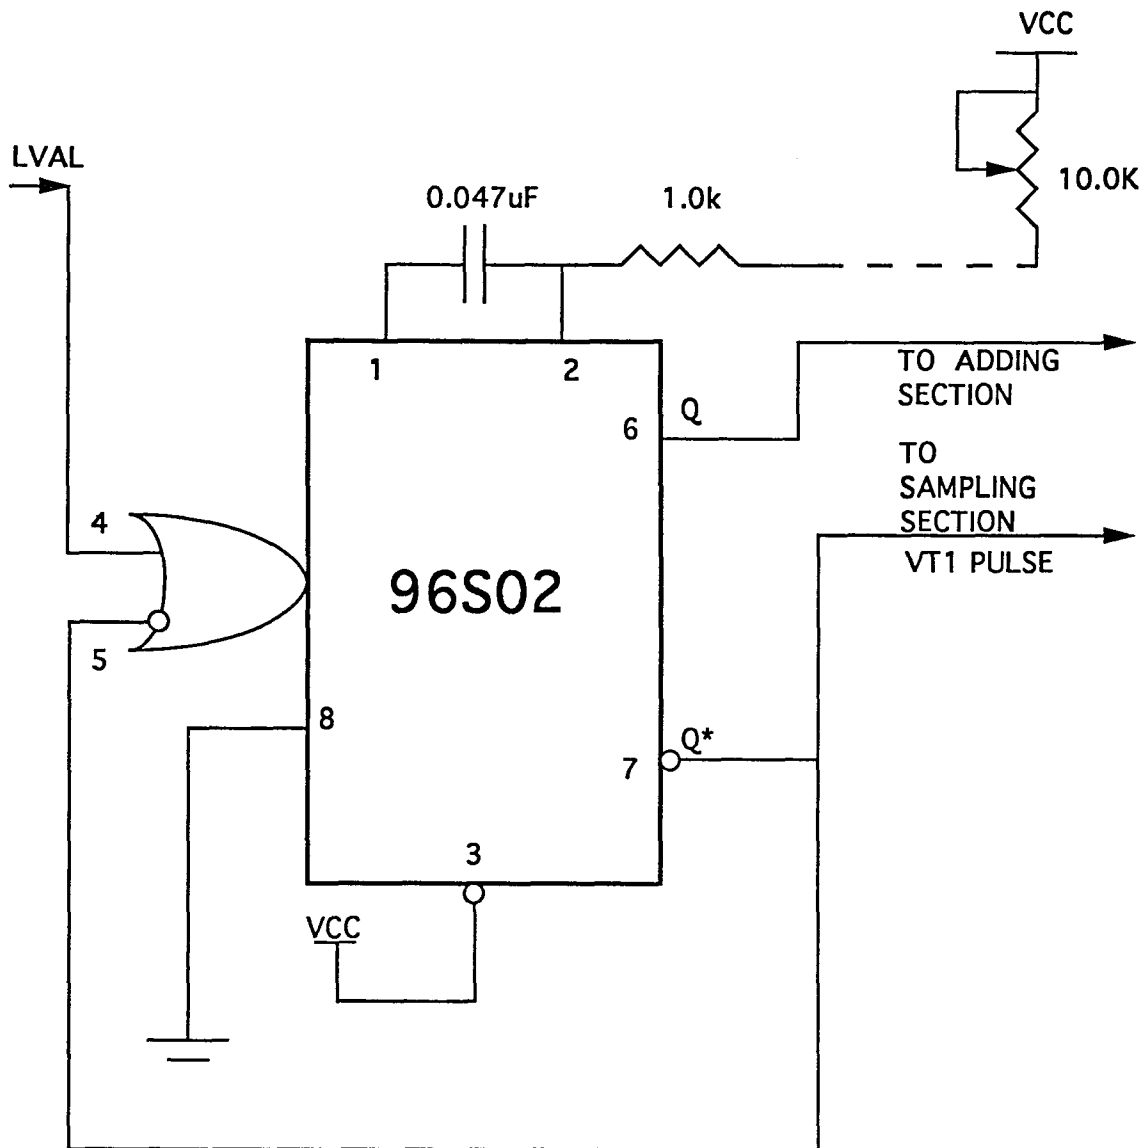 VCC
LVAL
10.0K
0.047uF
1.0k
1
2
TO ADDING
SECTION
Q
6
TO
SAMPLING
SECTION
VT1 PULSE
4
96S02
5
8
Q*
7
3
VCC